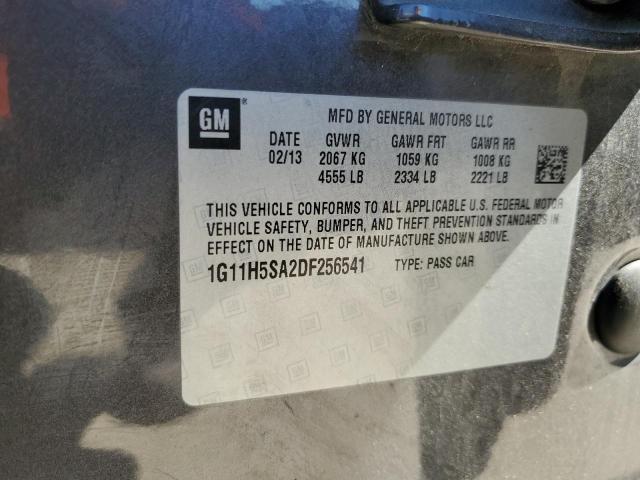 GM ®
MFD BY GENERAL MOTORS LLC
DATE GVWR GAWR FRT GAWR RR
02/13 2067 KG 1059 KG 1008 KG
4555 LB 2334 LB 2221 LB
THIS VEHICLE CONFORMS TO ALL APPLICABLE U.S. FEDERAL MOTOR
VEHICLE SAFETY, BUMPER, AND THEFT PREVENTION STANDARDS IN
EFFECT ON THE DATE OF MANUFACTURE SHOWN ABOVE.
1G11H5SA2DF256541 TYPE: PASS CAR